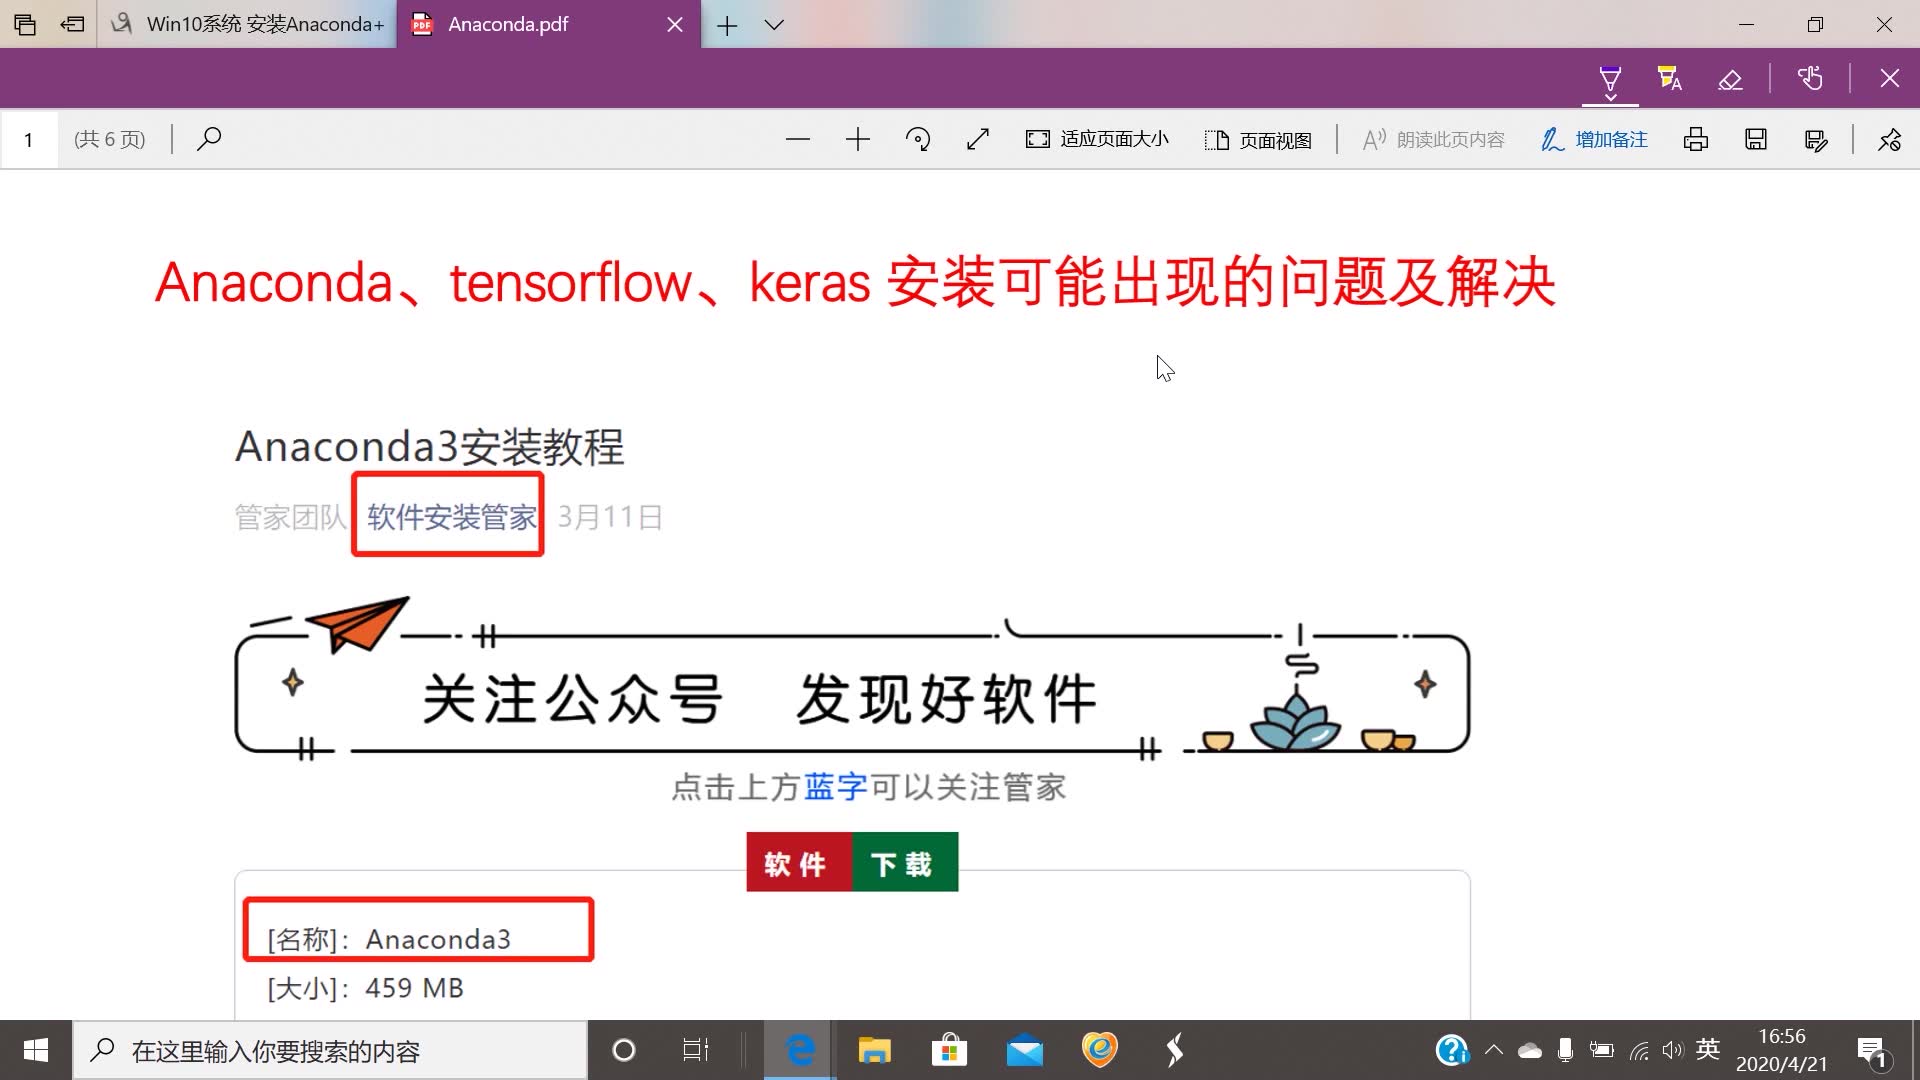 Win10系统 安装Anaconda+
Anaconda.pdf
1 (共 6 页)
适应页面大小
页面视图
朗读此页内容
增加备注
Anaconda、tensorflow、keras 安装可能出现的问题及解决
Anaconda3安装教程
管家团队 软件安装管家 3月11日
关注公众号 发现好软件
点击上方蓝字可以关注管家
软件 下载
[名称]：Anaconda3
[大小]：459 MB
在这里输入你要搜索的内容
英
16:56
2020/4/21
1